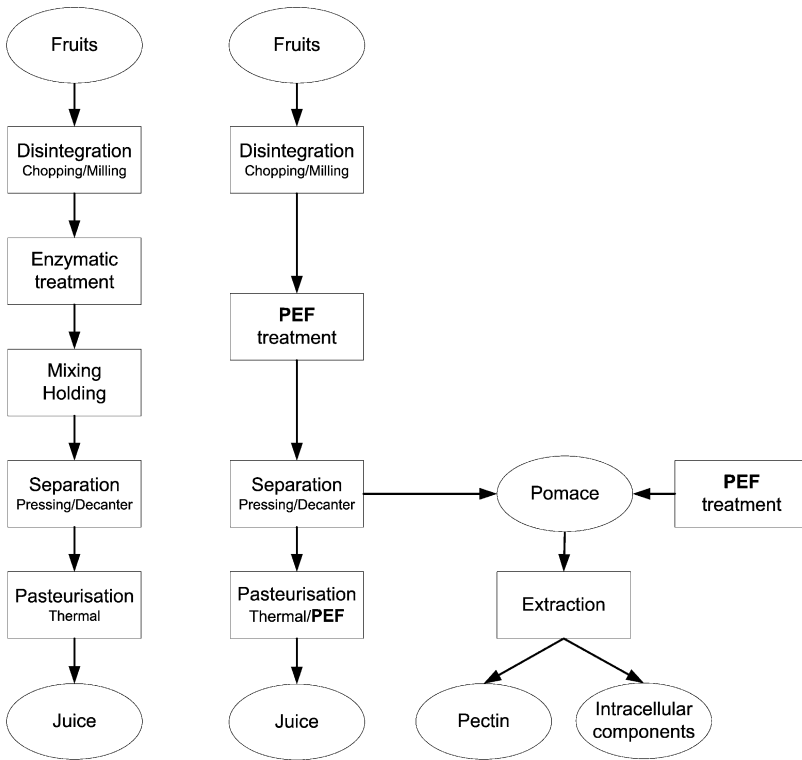 Fruits
Disintegration
Chopping/Milling
Enzymatic
treatment
Mixing
Holding
Separation
Pressing/Decanter
Pasteurisation
Thermal
Juice
Fruits
Disintegration
Chopping/Milling
PEF
treatment
Separation
Pressing/Decanter
Pasteurisation
Thermal/PEF
Juice
Pomace
PEF
treatment
Extraction
Pectin
Intracellular
components